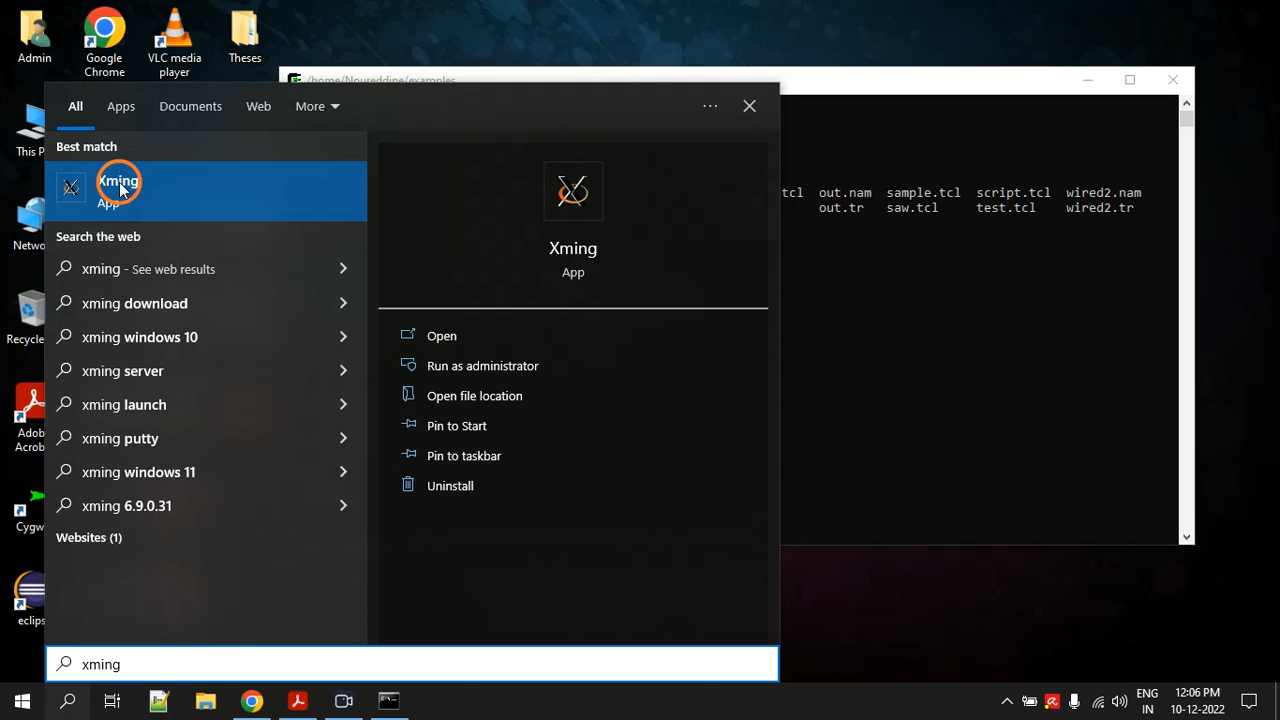 Admin
Google
Chrome
VLC media
player
Theses
This P
Netwo
Recycle
Adob
Acrob
Cygw
eclips
/home/Noureddine/examples
All
Apps
Documents
Web
More
Best match
Xming
App
Search the web
xming - See web results
xming download
xming windows 10
xming server
xming launch
xming putty
xming windows 11
xming 6.9.0.31
Websites (1)
Xming
App
Open
Run as administrator
Open file location
Pin to Start
Pin to taskbar
Uninstall
tcl out.nam sample.tcl script.tcl wired2.nam
out.tr saw.tcl test.tcl wired2.tr
xming
ENG
IN
12:06 PM
10-12-2022